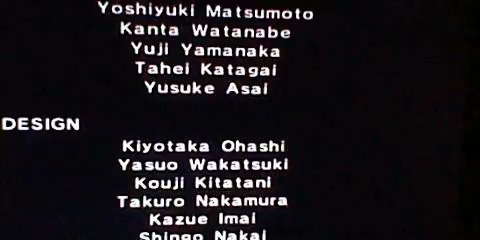 Yoshiyuki Matsumoto
Kanta Watanabe
Yuji Yamanaka
Tahei Katagai
Yusuke Asai
DESIGN
Kiyotaka Ohashi
Yasuo Wakatsuki
Kouji Kitatani
Takuro Nakamura
Kazue Imai
Shingo Nakai